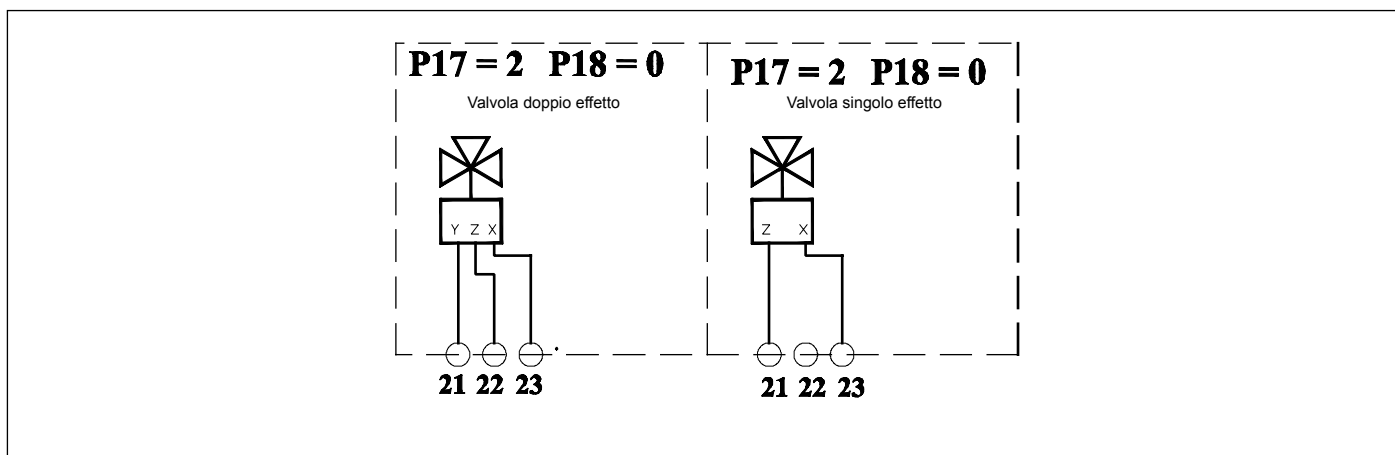 P17 = 2 P18 = 0
Valvola doppio effetto
Y Z X
21 22 23
P17 = 2 P18 = 0
Valvola singolo effetto
Z X
21 22 23